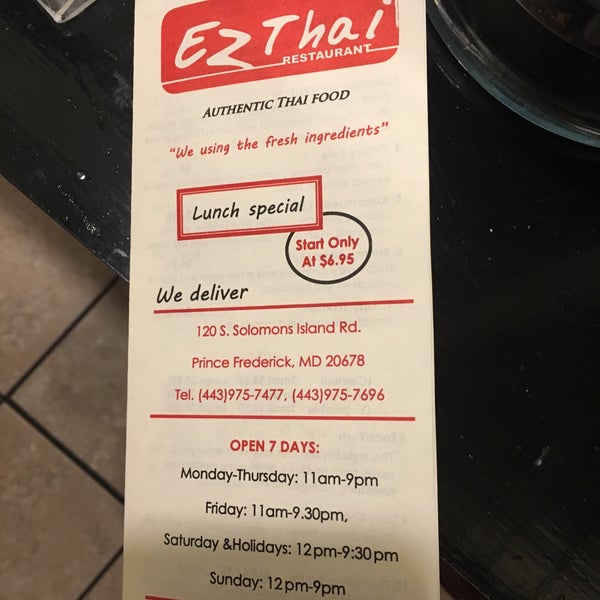 EZ Thai
RESTAURANT
AUTHENTIC THAI FOOD
"We using the fresh ingredients"
Lunch special
Start Only
At $6.95
We deliver
120 S. Solomons Island Rd.
Prince Frederick, MD 20678
Tel. (443)975-7477, (443)975-7696
OPEN 7 DAYS:
Monday-Thursday: 11am-9pm
Friday: 11am-9.30pm,
Saturday &Holidays: 12pm-9:30pm
Sunday: 12pm-9pm